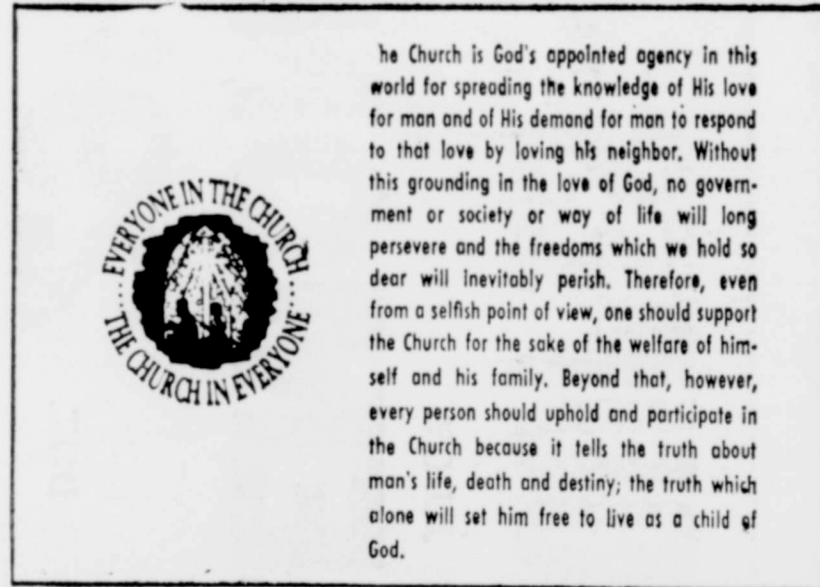 EVERYONE IN THE CHURCH ...
THE CHURCH IN EVERYONE ...
he Church is God's appointed agency in this
world for spreading the knowledge of His love
for man and of His demand for man to respond
to that love by loving his neighbor. Without
this grounding in the love of God, no govern-
ment or society or way of life will long
persevere and the freedoms which we hold so
dear will inevitably perish. Therefore, even
from a selfish point of view, one should support
the Church for the sake of the welfare of him-
self and his family. Beyond that, however,
every person should uphold and participate in
the Church because it tells the truth about
man's life, death and destiny; the truth which
alone will set him free to live as a child of
God.